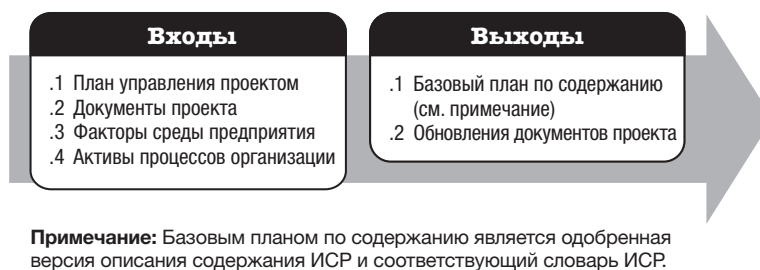 Входы
.1 План управления проектом
.2 Документы проекта
.3 Факторы среды предприятия
.4 Активы процессов организации
Выходы
.1 Базовый план по содержанию
(см. примечание)
.2 Обновления документов проекта
Примечание: Базовым планом по содержанию является одобренная
версия описания содержания ИСР и соответствующий словарь ИСР.